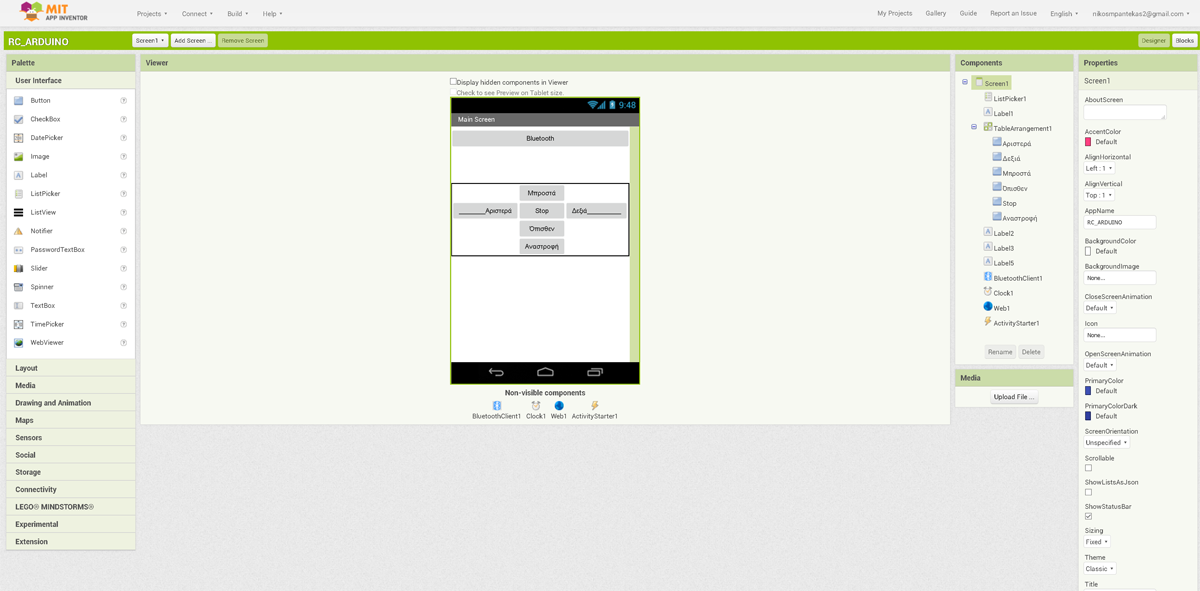 MIT
APP INVENTOR
Projects Connect Build Help
My Projects Gallery Guide Report an Issue English nikosmpantekas2@gmail.com
RC_ARDUINO
Screen1 Add Screen ... Remove Screen
Designer Blocks
Palette
User Interface
Button
CheckBox
DatePicker
Image
Label
ListPicker
ListView
Notifier
PasswordTextBox
Slider
Spinner
TextBox
TimePicker
WebViewer
Layout
Media
Drawing and Animation
Maps
Sensors
Social
Storage
Connectivity
LEGO® MINDSTORMS®
Experimental
Extension
Viewer
Display hidden components in Viewer
Check to see Preview on Tablet size.
9:48
Main Screen
Bluetooth
Μπροστά
________Αριστερά Stop Δεξιά___________
Όπισθεν
Αναστροφή
Non-visible components
BluetoothClient1 Clock1 Web1 ActivityStarter1
Components
Screen1
ListPicker1
Label1
TableArrangement1
Αριστερά
Δεξιά
Μπροστά
Όπισθεν
Stop
Αναστροφή
Label2
Label3
Label5
BluetoothClient1
Clock1
Web1
ActivityStarter1
Rename Delete
Media
Upload File ...
Properties
Screen1
AboutScreen
AccentColor
Default
AlignHorizontal
Left : 1
AlignVertical
Top : 1
AppName
RC_ARDUINO
BackgroundColor
Default
BackgroundImage
None...
CloseScreenAnimation
Default
Icon
None...
OpenScreenAnimation
Default
PrimaryColor
Default
PrimaryColorDark
Default
ScreenOrientation
Unspecified
Scrollable
ShowListsAsJson
ShowStatusBar
Sizing
Fixed
Theme
Classic
Title